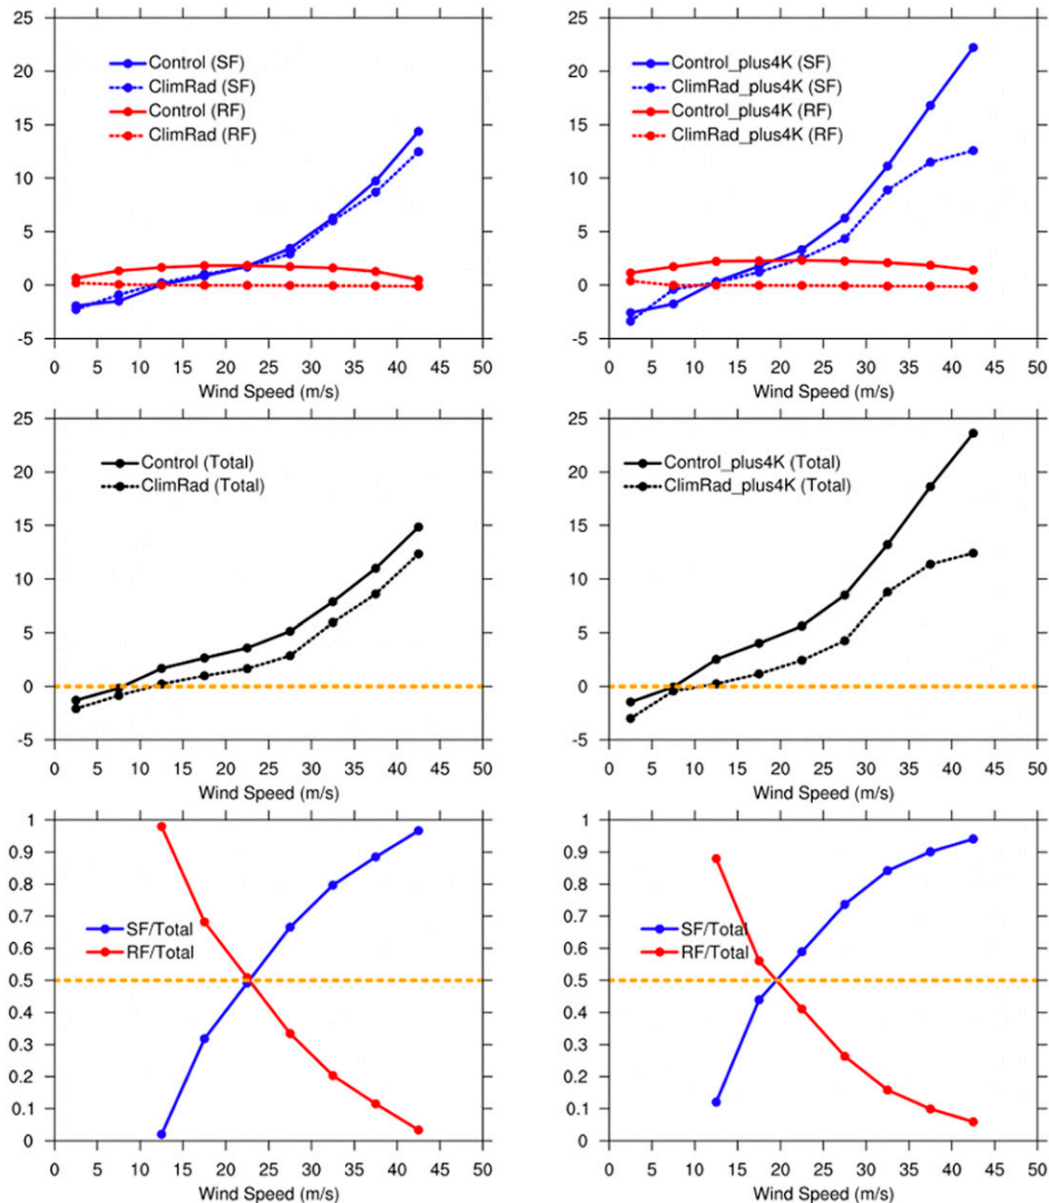 25
20
15
10
5
0
-5
Control (SF)
ClimRad (SF)
Control (RF)
ClimRad (RF)
0 5 10 15 20 25 30 35 40 45 50
Wind Speed (m/s)
25
20
15
10
5
0
-5
Control_plus4K (SF)
ClimRad_plus4K (SF)
Control_plus4K (RF)
ClimRad_plus4K (RF)
0 5 10 15 20 25 30 35 40 45 50
Wind Speed (m/s)
25
20
15
10
5
0
-5
Control (Total)
ClimRad (Total)
0 5 10 15 20 25 30 35 40 45 50
Wind Speed (m/s)
25
20
15
10
5
0
-5
Control_plus4K (Total)
ClimRad_plus4K (Total)
0 5 10 15 20 25 30 35 40 45 50
Wind Speed (m/s)
1
0.9
0.8
0.7
0.6
0.5
0.4
0.3
0.2
0.1
0
SF/Total
RF/Total
0 5 10 15 20 25 30 35 40 45 50
Wind Speed (m/s)
1
0.9
0.8
0.7
0.6
0.5
0.4
0.3
0.2
0.1
0
SF/Total
RF/Total
0 5 10 15 20 25 30 35 40 45 50
Wind Speed (m/s)